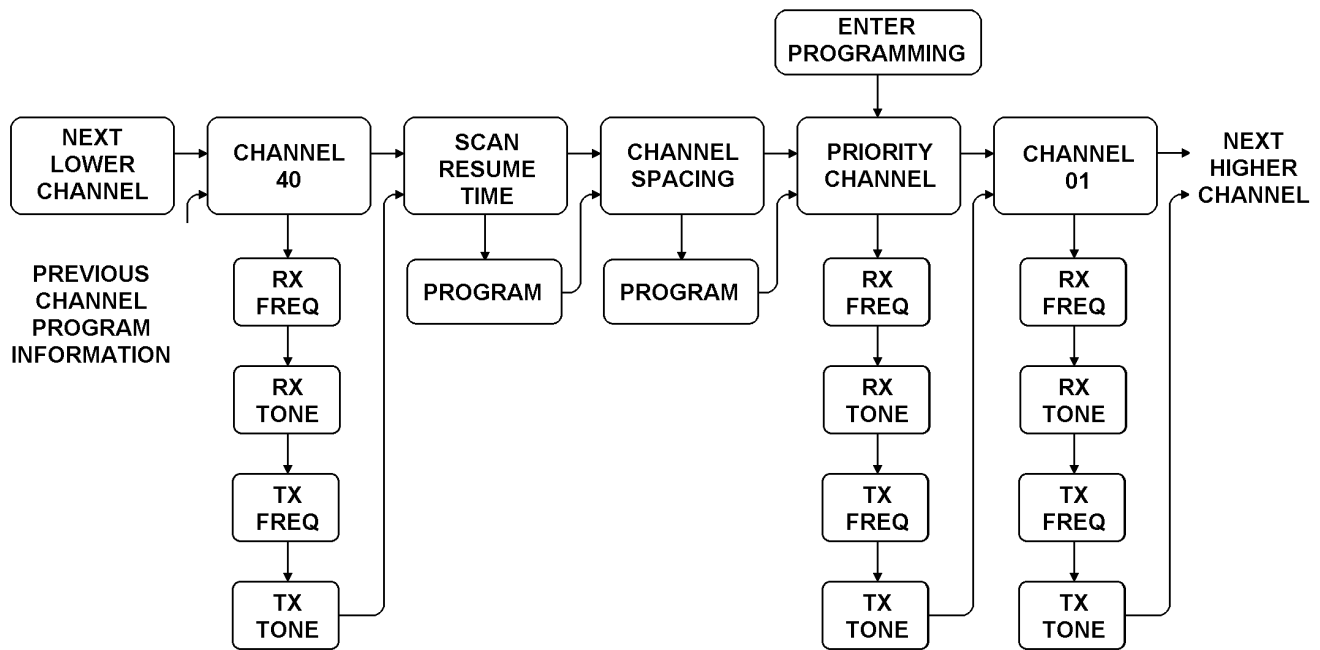 ENTER
PROGRAMMING
NEXT
LOWER
CHANNEL
CHANNEL
40
SCAN
RESUME
TIME
CHANNEL
SPACING
PRIORITY
CHANNEL
CHANNEL
01
NEXT
HIGHER
CHANNEL
PREVIOUS
CHANNEL
PROGRAM
INFORMATION
RX
FREQ
RX
TONE
TX
FREQ
TX
TONE
PROGRAM
PROGRAM
RX
FREQ
RX
TONE
TX
FREQ
TX
TONE
RX
FREQ
RX
TONE
TX
FREQ
TX
TONE